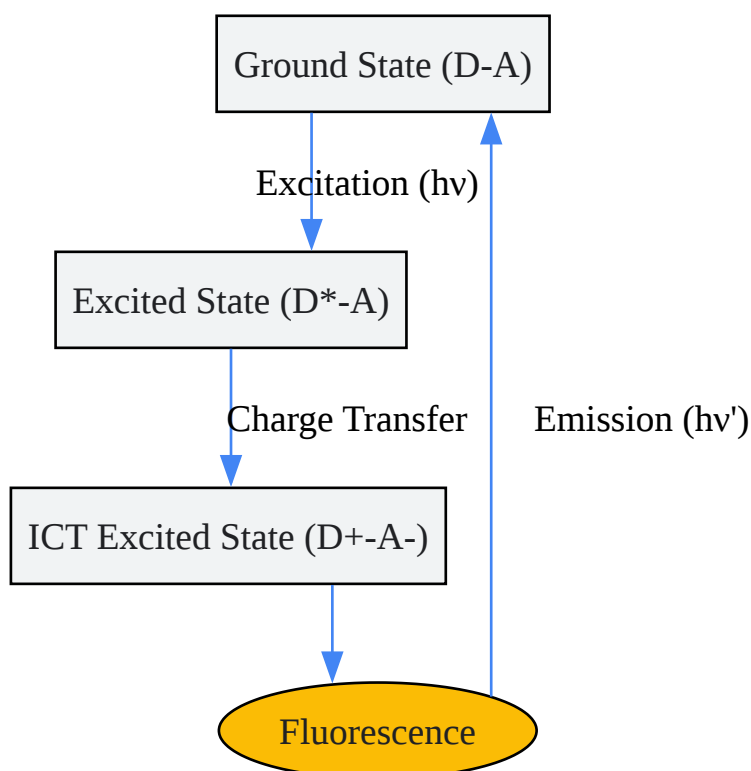 Ground State (D-A)
Excitation (hν)
Excited State (D*-A)
Charge Transfer
Emission (hν')
ICT Excited State (D+-A-)
Fluorescence